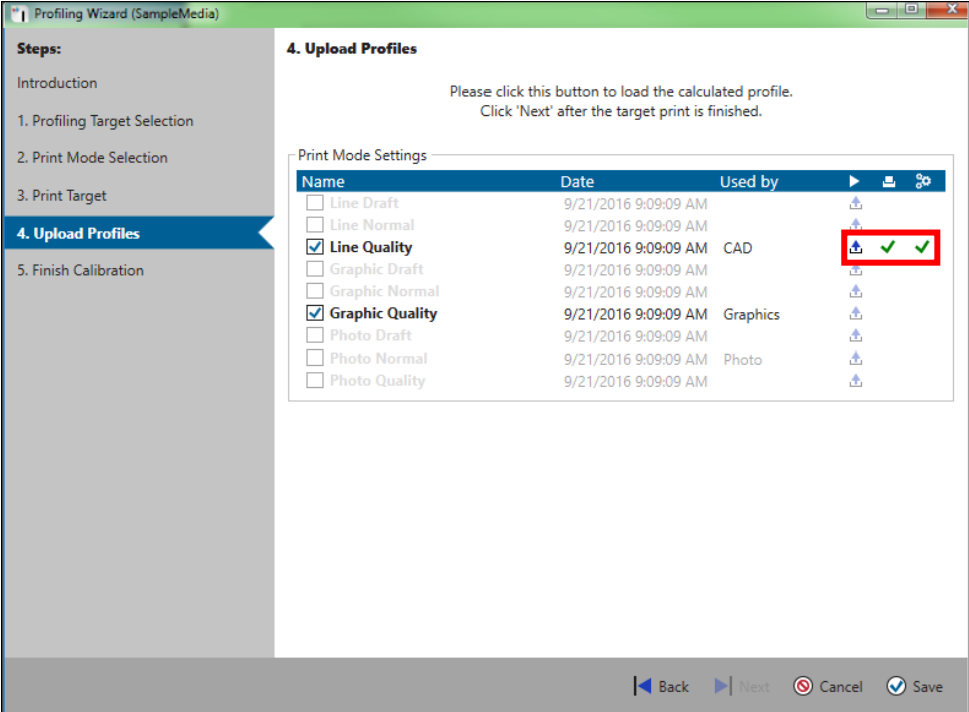 Profiling Wizard (SampleMedia)
Steps:
Introduction
1. Profiling Target Selection
2. Print Mode Selection
3. Print Target
4. Upload Profiles
5. Finish Calibration
4. Upload Profiles
Please click this button to load the calculated profile.
Click 'Next' after the target print is finished.
Print Mode Settings
Name Date Used by
Line Draft 9/21/2016 9:09:09 AM
Line Normal 9/21/2016 9:09:09 AM
Line Quality 9/21/2016 9:09:09 AM CAD
Graphic Draft 9/21/2016 9:09:09 AM
Graphic Normal 9/21/2016 9:09:09 AM
Graphic Quality 9/21/2016 9:09:09 AM Graphics
Photo Draft 9/21/2016 9:09:09 AM
Photo Normal 9/21/2016 9:09:09 AM Photo
Photo Quality 9/21/2016 9:09:09 AM
Back Next Cancel Save